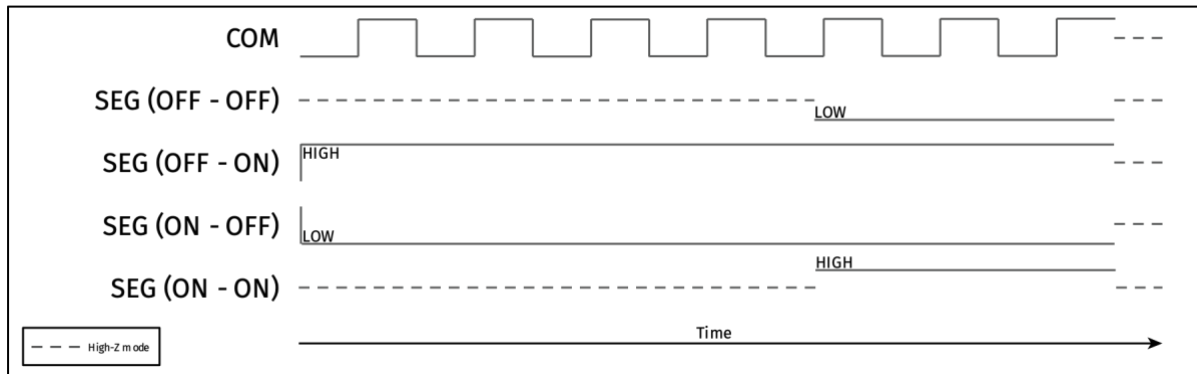 COM
SEG (OFF - OFF)
LOW
SEG (OFF - ON)
HIGH
SEG (ON - OFF)
LOW
SEG (ON - ON)
HIGH
Time
High-Z mode